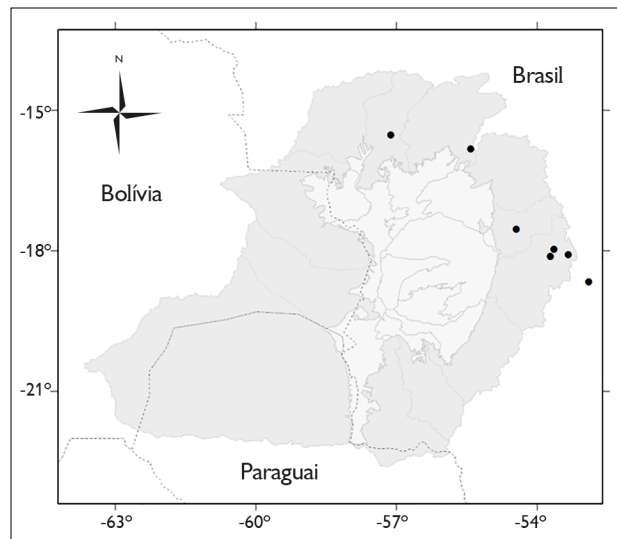 N
Brasil
-15º
Bolívia
-18º
-21º
Paraguai
-63º -60º -57º -54º